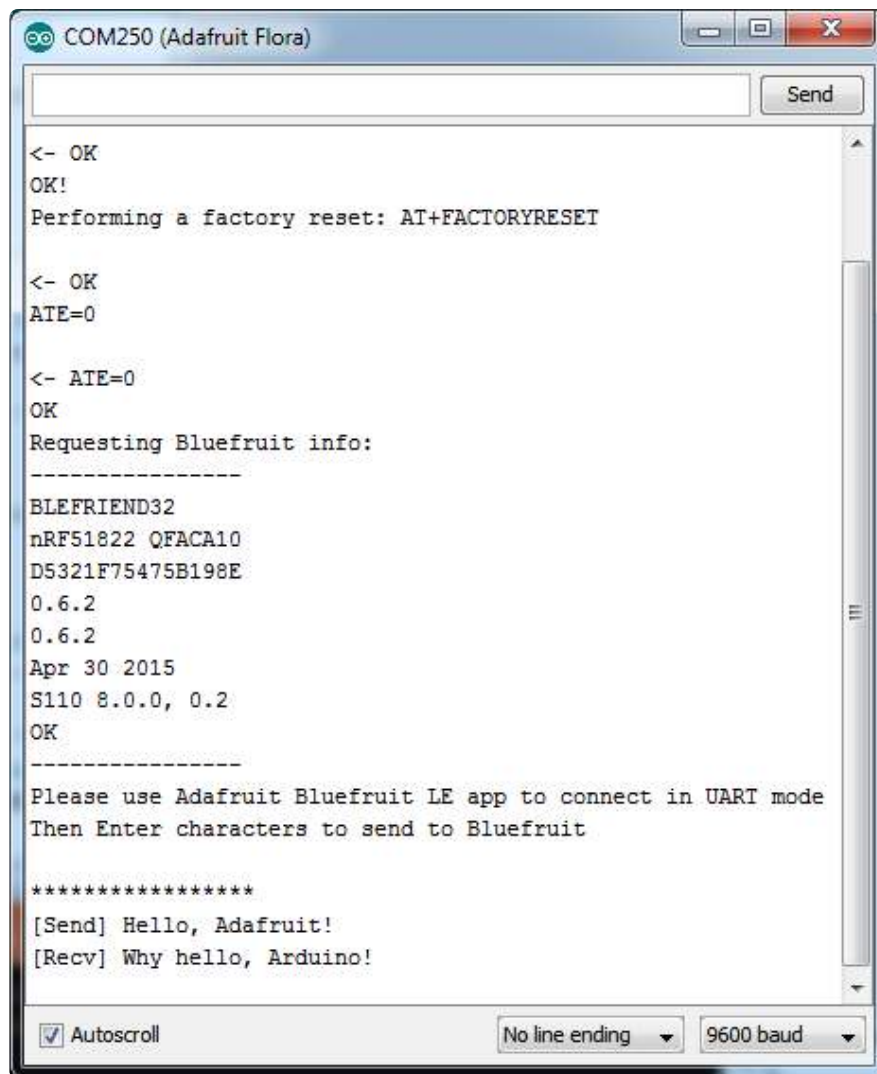 COM250 (Adafruit Flora)
Send
<- OK
OK!
Performing a factory reset: AT+FACTORYRESET
<- OK
ATE=0
<- ATE=0
OK
Requesting Bluefruit info:
----------------
BLEFRIEND32
nRF51822 QFACA10
D5321F75475B198E
0.6.2
0.6.2
Apr 30 2015
S110 8.0.0, 0.2
OK
----------------
Please use Adafruit Bluefruit LE app to connect in UART mode
Then Enter characters to send to Bluefruit
*****************
[Send] Hello, Adafruit!
[Recv] Why hello, Arduino!
Autoscroll No line ending 9600 baud